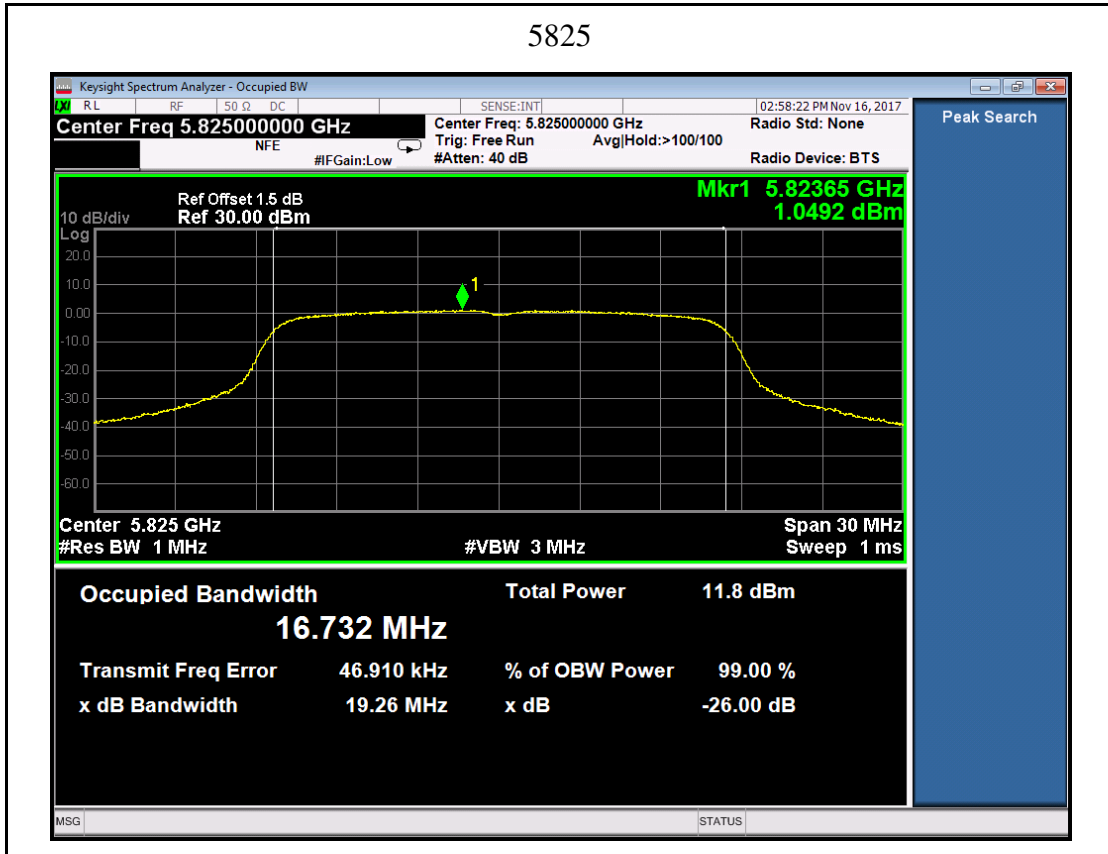 5825
Keysight Spectrum Analyzer - Occupied BW
LXI RL RF 50 Ω DC SENSE:INT 02:58:22 PM Nov 16, 2017
Center Freq 5.825000000 GHz Center Freq: 5.825000000 GHz Radio Std: None
NFE Trig: Free Run Avg|Hold:>100/100
#IFGain:Low #Atten: 40 dB Radio Device: BTS
Peak Search
Mkr1 5.82365 GHz
Ref Offset 1.5 dB
10 dB/div Ref 30.00 dBm 1.0492 dBm
Log
20.0
10.0
1
0.00
-10.0
-20.0
-30.0
-40.0
-50.0
-60.0
Center 5.825 GHz Span 30 MHz
#Res BW 1 MHz #VBW 3 MHz Sweep 1 ms
Occupied Bandwidth Total Power 11.8 dBm
16.732 MHz
Transmit Freq Error 46.910 kHz % of OBW Power 99.00 %
x dB Bandwidth 19.26 MHz x dB -26.00 dB
MSG STATUS